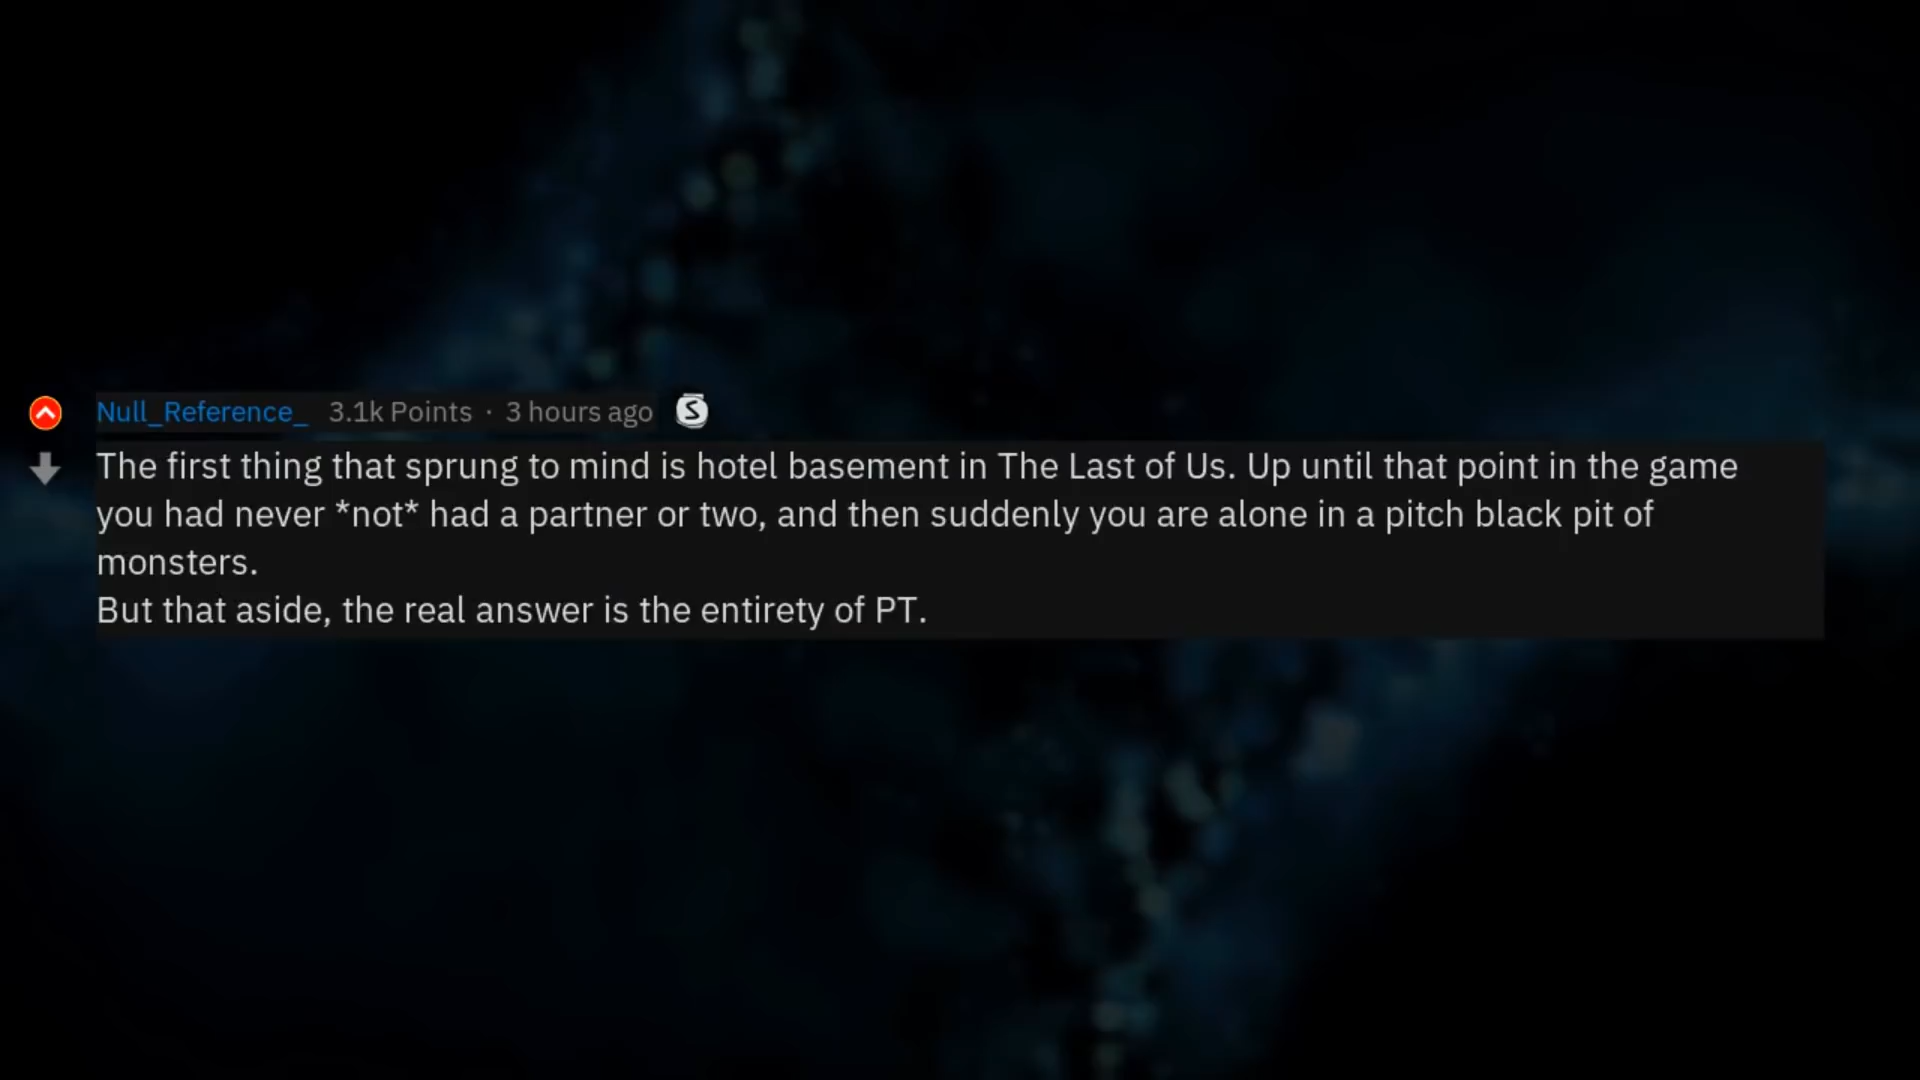 Null_Reference_ 3.1k Points · 3 hours ago S
The first thing that sprung to mind is hotel basement in The Last of Us. Up until that point in the game
you had never *not* had a partner or two, and then suddenly you are alone in a pitch black pit of
monsters.
But that aside, the real answer is the entirety of PT.